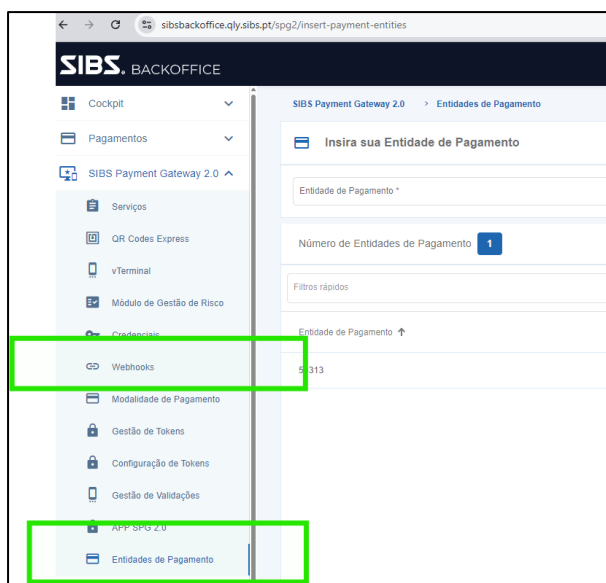 sibsbackoffice.qly.sibs.pt/spg2/insert-payment-entities
SIBS. BACKOFFICE
Cockpit
Pagamentos
SIBS Payment Gateway 2.0
Serviços
QR Codes Express
vTerminal
Módulo de Gestão de Risco
Credenciais
Webhooks
Modalidade de Pagamento
Gestão de Tokens
Configuração de Tokens
Gestão de Validações
APP SPG 2.0
Entidades de Pagamento
SIBS Payment Gateway 2.0 > Entidades de Pagamento
Insira sua Entidade de Pagamento
Entidade de Pagamento *
Número de Entidades de Pagamento 1
Filtros rápidos
Entidade de Pagamento ↑